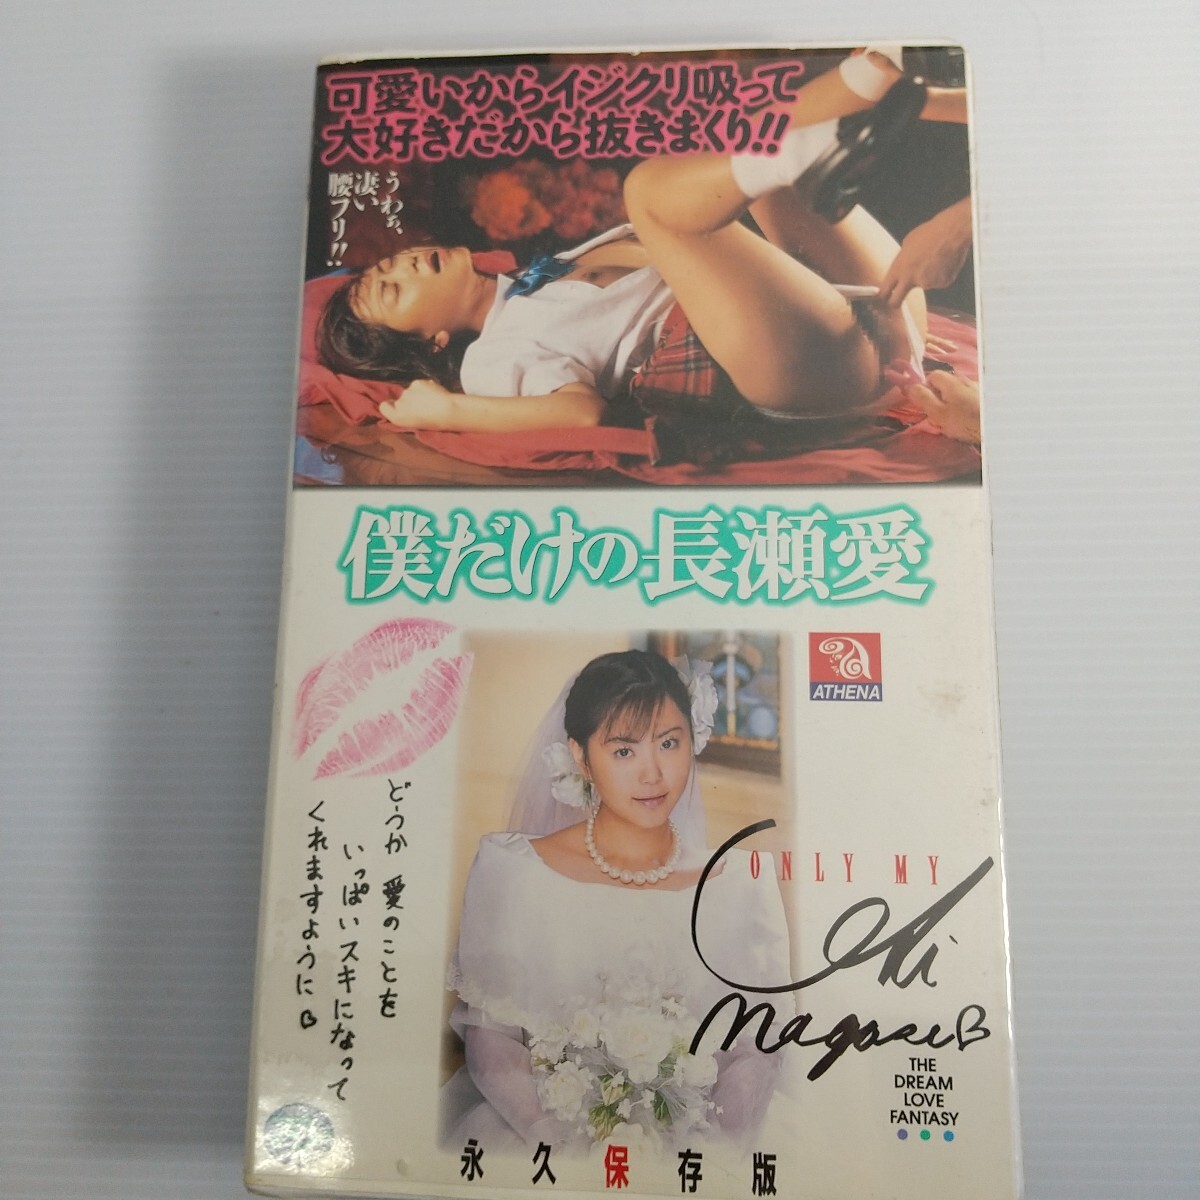 可愛いからイジクリ吸って
大好きだから抜きまくり!!
うわぁ、
凄い
腰フリ!!
僕だけの長瀬愛
ATHENA
どうか 愛のことを
いっぱいスキになって
くれますように
ONLY MY
Ai
Nagase
THE
DREAM
LOVE
FANTASY
永久保存版